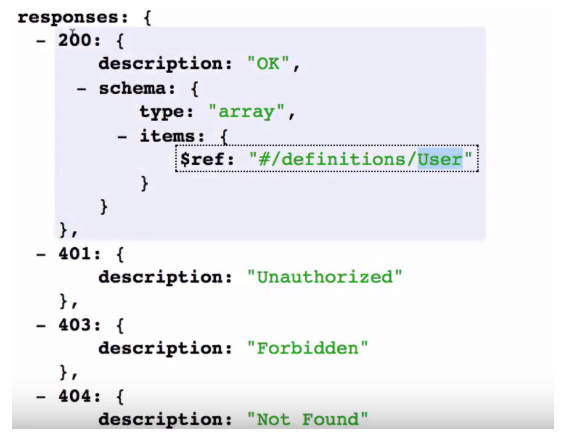 responses: {
- 200: {
description: "OK",
- schema: {
type: "array",
- items: {
$ref: "#/definitions/User"
}
}
},
- 401: {
description: "Unauthorized"
},
- 403: {
description: "Forbidden"
},
- 404: {
description: "Not Found"